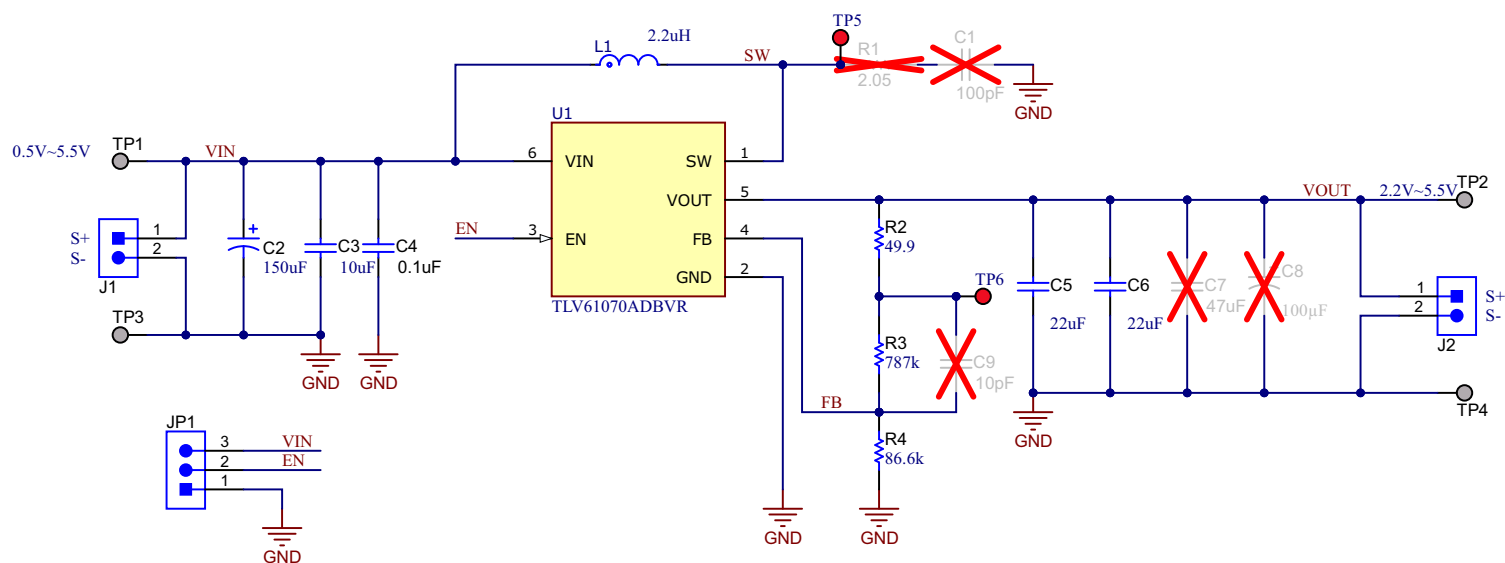 TP5
L1
2.2uH
SW
R1
2.05
C1
100pF
GND
U1
TP1
0.5V~5.5V
VIN
6
VIN
SW
1
VOUT
5
VOUT
2.2V~5.5V
TP2
EN
3
EN
FB
4
GND
2
TLV61070ADBVR
S+
S-
1
2
J1
C2
150uF
C3
10uF
C4
0.1uF
TP3
GND
GND
R2
49.9
TP6
R3
787k
C9
10pF
FB
R4
86.6k
C5
22uF
C6
22uF
C7
47uF
C8
100μF
1
2
S+
S-
J2
TP4
GND
JP1
3
VIN
2
EN
1
GND
GND
GND